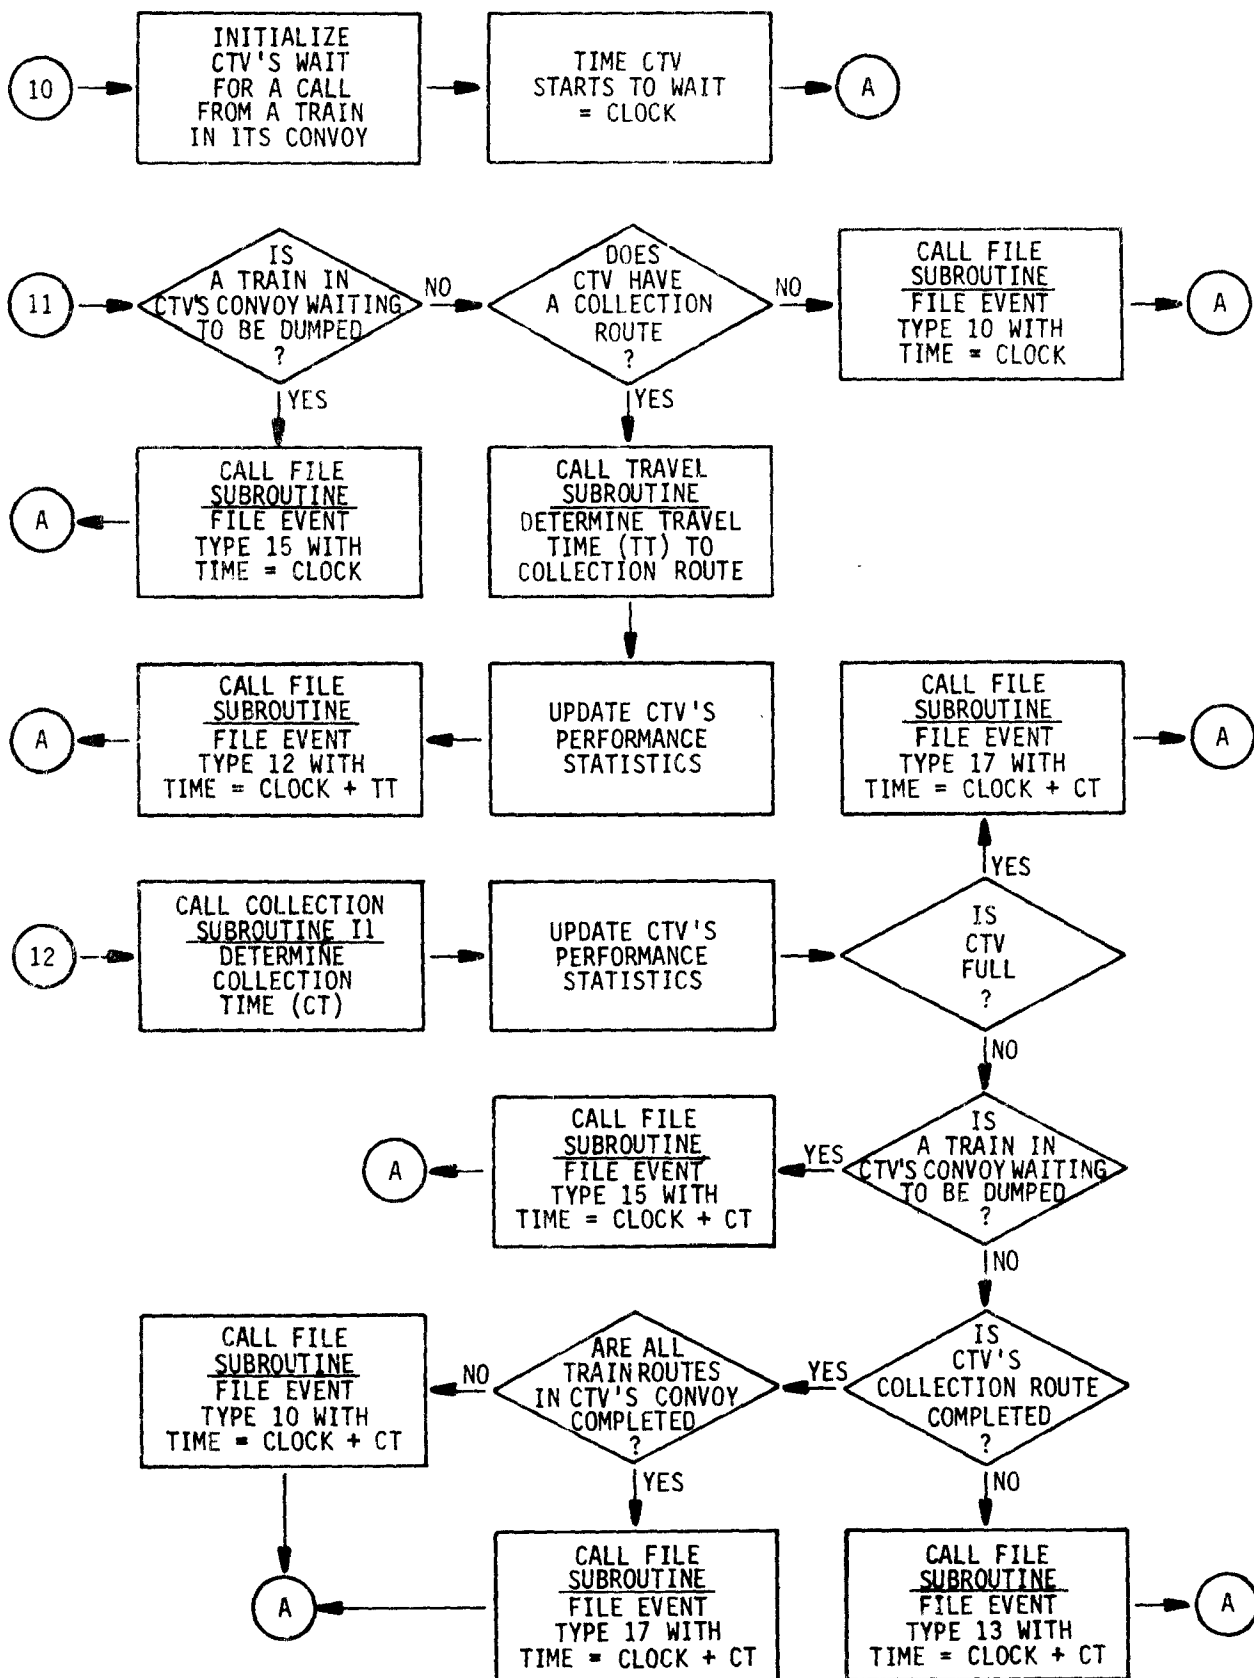 10
INITIALIZE
CTV'S WAIT
FOR A CALL
FROM A TRAIN
IN ITS CONVOY
TIME CTV
STARTS TO WAIT
= CLOCK
A
11
IS
A TRAIN IN
CTV'S CONVOY WAITING
TO BE DUMPED
?
NO
DOES
CTV HAVE
A COLLECTION
ROUTE
?
NO
CALL FILE
SUBROUTINE
FILE EVENT
TYPE 10 WITH
TIME = CLOCK
A
YES
YES
A
CALL FILE
SUBROUTINE
FILE EVENT
TYPE 15 WITH
TIME = CLOCK
CALL TRAVEL
SUBROUTINE
DETERMINE TRAVEL
TIME (TT) TO
COLLECTION ROUTE
A
CALL FILE
SUBROUTINE
FILE EVENT
TYPE 12 WITH
TIME = CLOCK + TT
UPDATE CTV'S
PERFORMANCE
STATISTICS
CALL FILE
SUBROUTINE
FILE EVENT
TYPE 17 WITH
TIME = CLOCK + CT
A
YES
12
CALL COLLECTION
SUBROUTINE I1
DETERMINE
COLLECTION
TIME (CT)
UPDATE CTV'S
PERFORMANCE
STATISTICS
IS
CTV
FULL
?
NO
A
CALL FILE
SUBROUTINE
FILE EVENT
TYPE 15 WITH
TIME = CLOCK + CT
YES
IS
A TRAIN IN
CTV'S CONVOY WAITING
TO BE DUMPED
?
NO
CALL FILE
SUBROUTINE
FILE EVENT
TYPE 10 WITH
TIME = CLOCK + CT
NO
ARE ALL
TRAIN ROUTES
IN CTV'S CONVOY
COMPLETED
?
YES
IS
CTV'S
COLLECTION ROUTE
COMPLETED
?
YES
NO
A
CALL FILE
SUBROUTINE
FILE EVENT
TYPE 17 WITH
TIME = CLOCK + CT
CALL FILE
SUBROUTINE
FILE EVENT
TYPE 13 WITH
TIME = CLOCK + CT
A